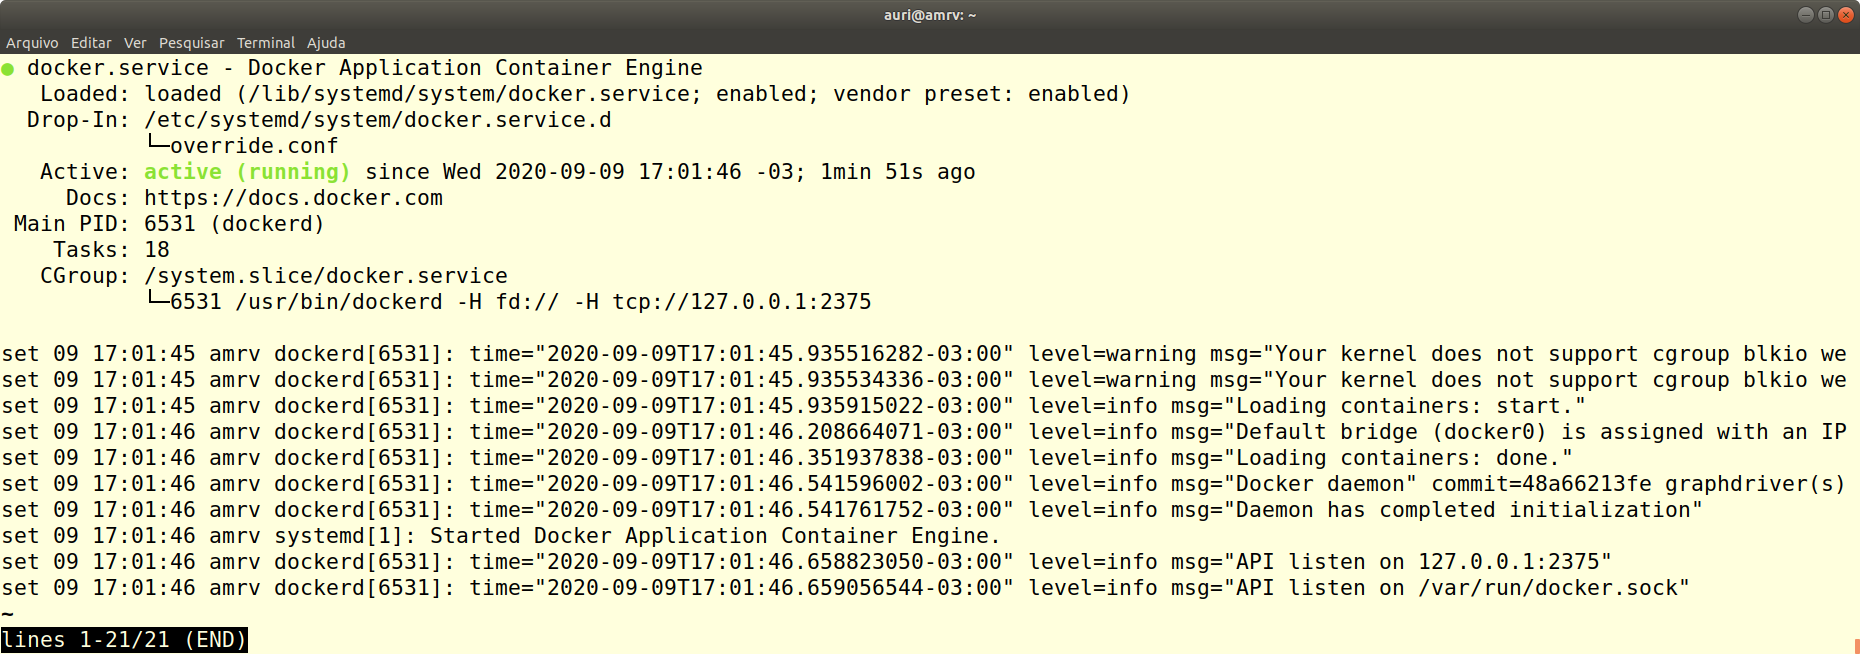 auri@amrv: ~
Arquivo Editar Ver Pesquisar Terminal Ajuda
● docker.service - Docker Application Container Engine
   Loaded: loaded (/lib/systemd/system/docker.service; enabled; vendor preset: enabled)
  Drop-In: /etc/systemd/system/docker.service.d
           └─override.conf
   Active: active (running) since Wed 2020-09-09 17:01:46 -03; 1min 51s ago
     Docs: https://docs.docker.com
 Main PID: 6531 (dockerd)
    Tasks: 18
   CGroup: /system.slice/docker.service
           └─6531 /usr/bin/dockerd -H fd:// -H tcp://127.0.0.1:2375

set 09 17:01:45 amrv dockerd[6531]: time="2020-09-09T17:01:45.935516282-03:00" level=warning msg="Your kernel does not support cgroup blkio we
set 09 17:01:45 amrv dockerd[6531]: time="2020-09-09T17:01:45.935534336-03:00" level=warning msg="Your kernel does not support cgroup blkio we
set 09 17:01:45 amrv dockerd[6531]: time="2020-09-09T17:01:45.935915022-03:00" level=info msg="Loading containers: start."
set 09 17:01:46 amrv dockerd[6531]: time="2020-09-09T17:01:46.208664071-03:00" level=info msg="Default bridge (docker0) is assigned with an IP
set 09 17:01:46 amrv dockerd[6531]: time="2020-09-09T17:01:46.351937838-03:00" level=info msg="Loading containers: done."
set 09 17:01:46 amrv dockerd[6531]: time="2020-09-09T17:01:46.541596002-03:00" level=info msg="Docker daemon" commit=48a66213fe graphdriver(s)
set 09 17:01:46 amrv dockerd[6531]: time="2020-09-09T17:01:46.541761752-03:00" level=info msg="Daemon has completed initialization"
set 09 17:01:46 amrv systemd[1]: Started Docker Application Container Engine.
set 09 17:01:46 amrv dockerd[6531]: time="2020-09-09T17:01:46.658823050-03:00" level=info msg="API listen on 127.0.0.1:2375"
set 09 17:01:46 amrv dockerd[6531]: time="2020-09-09T17:01:46.659056544-03:00" level=info msg="API listen on /var/run/docker.sock"
~
lines 1-21/21 (END)